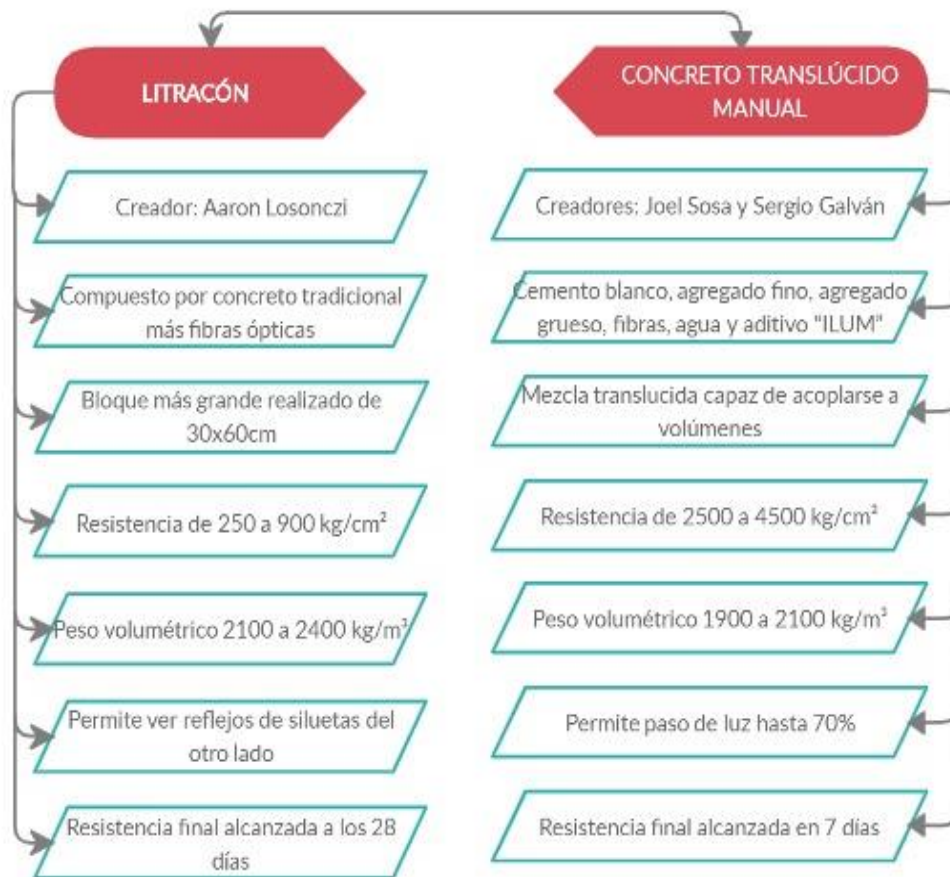 LITRACÓN
Creador: Aaron Losonczi
Compuesto por concreto tradicional
más fibras ópticas
Bloque más grande realizado de
30x60cm
Resistencia de 250 a 900 kg/cm²
Peso volumétrico 2100 a 2400 kg/m³
Permite ver reflejos de siluetas del
otro lado
Resistencia final alcanzada a los 28
días
CONCRETO TRANSLÚCIDO
MANUAL
Creadores: Joel Sosa y Sergio Galván
Cemento blanco, agregado fino, agregado
grueso, fibras, agua y aditivo "ILUM"
Mezcla translucida capaz de acoplarse a
volúmenes
Resistencia de 2500 a 4500 kg/cm²
Peso volumétrico 1900 a 2100 kg/m³
Permite paso de luz hasta 70%
Resistencia final alcanzada en 7 días